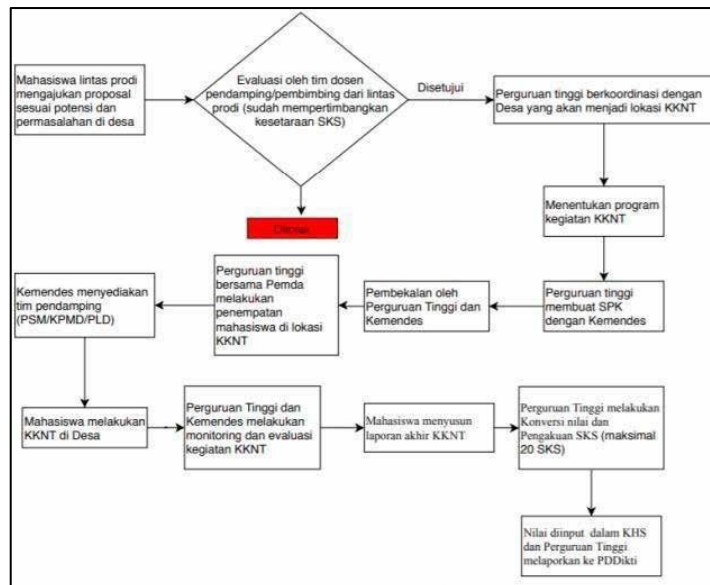 Mahasiswa lintas prodi
mengajukan proposal
sesuai potensi dan
permasalahan di desa
Evaluasi oleh tim dosen
pendamping/pembimbing dari lintas
prodi (sudah mempertimbangkan
kesetaraan SKS)
Disetujui
Perguruan tinggi berkoordinasi dengan
Desa yang akan menjadi lokasi KKNT
Ditolak
Menentukan program
kegiatan KKNT
Perguruan tinggi
membuat SPK
dengan Kemendes
Pembekalan oleh
Perguruan Tinggi dan
Kemendes
Perguruan tinggi
bersama Pemda
melakukan
penempatan
mahasiswa di lokasi
KKNT
Kemendes menyediakan
tim pendamping
(PSM/KPMD/PLD)
Mahasiswa melakukan
KKNT di Desa
Perguruan Tinggi dan
Kemendes melakukan
monitoring dan evaluasi
kegiatan KKNT
Mahasiswa menyusun
laporan akhir KKNT
Perguruan Tinggi melakukan
Konversi nilai dan
Pengakuan SKS (maksimal
20 SKS)
Nilai diinput dalam KHS
dan Perguruan Tinggi
melaporkan ke PDDikti